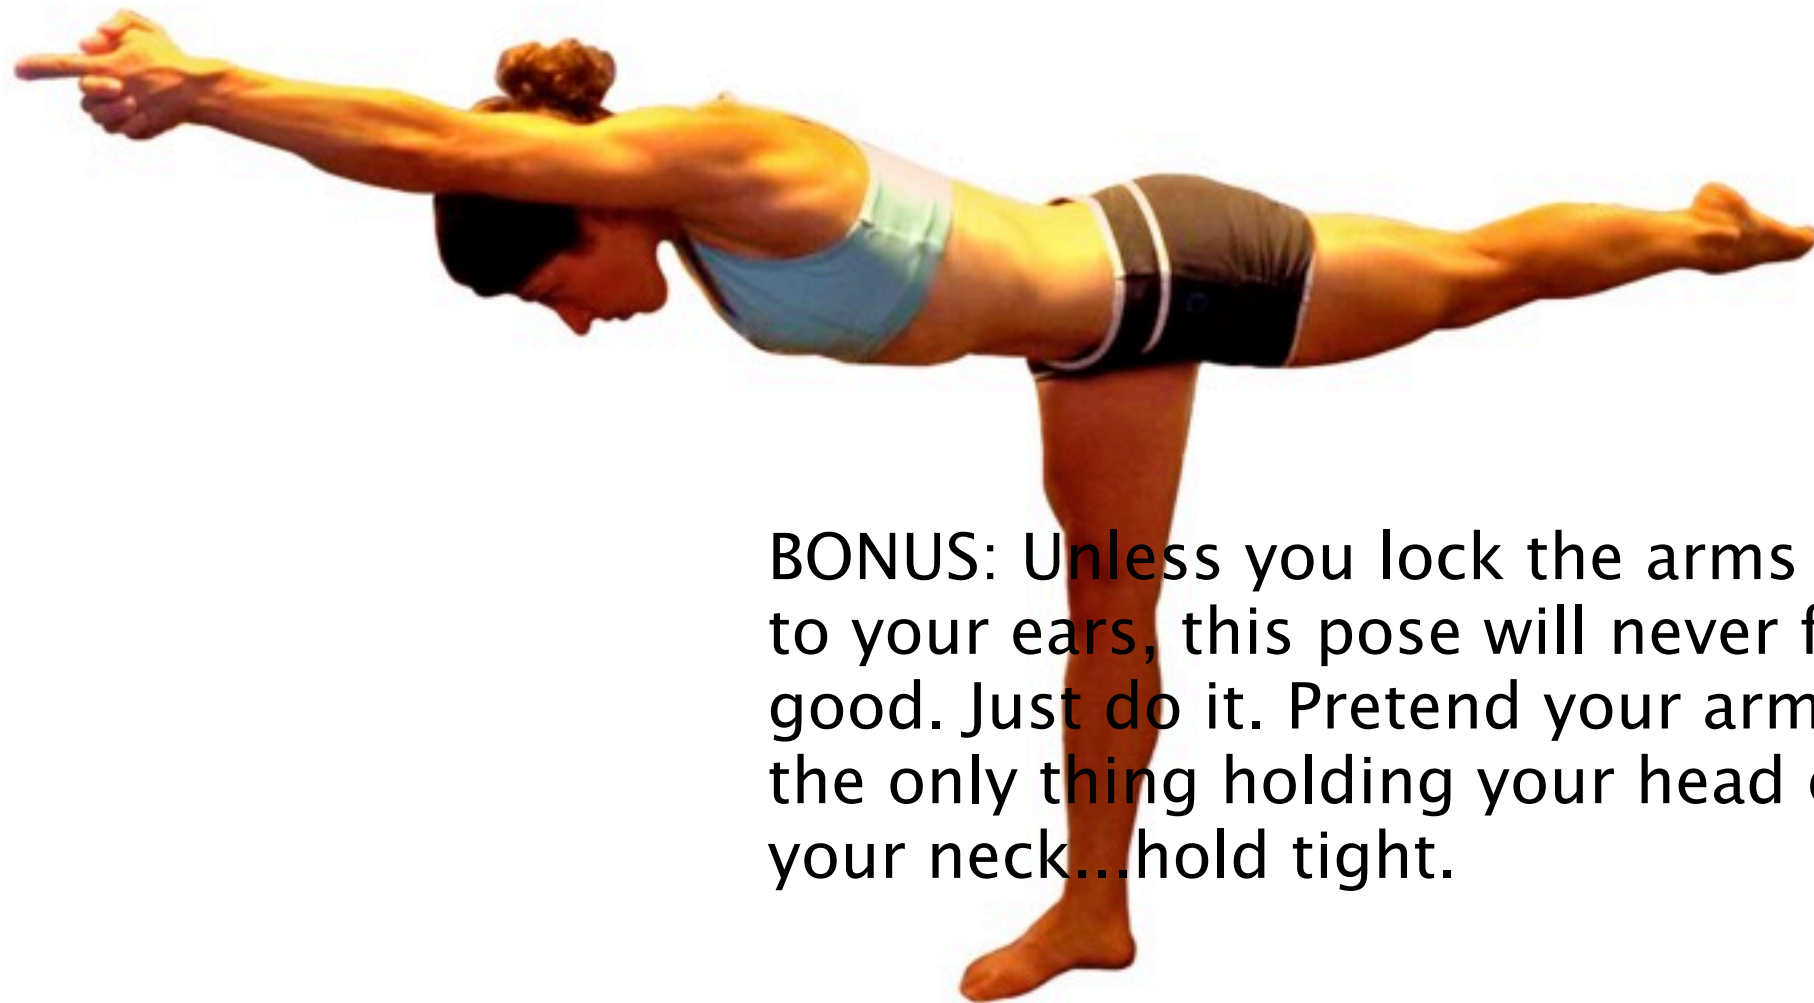 BONUS: Unless you lock the arms
to your ears, this pose will never
good. Just do it. Pretend your arm
the only thing holding your head
your neck...hold tight.